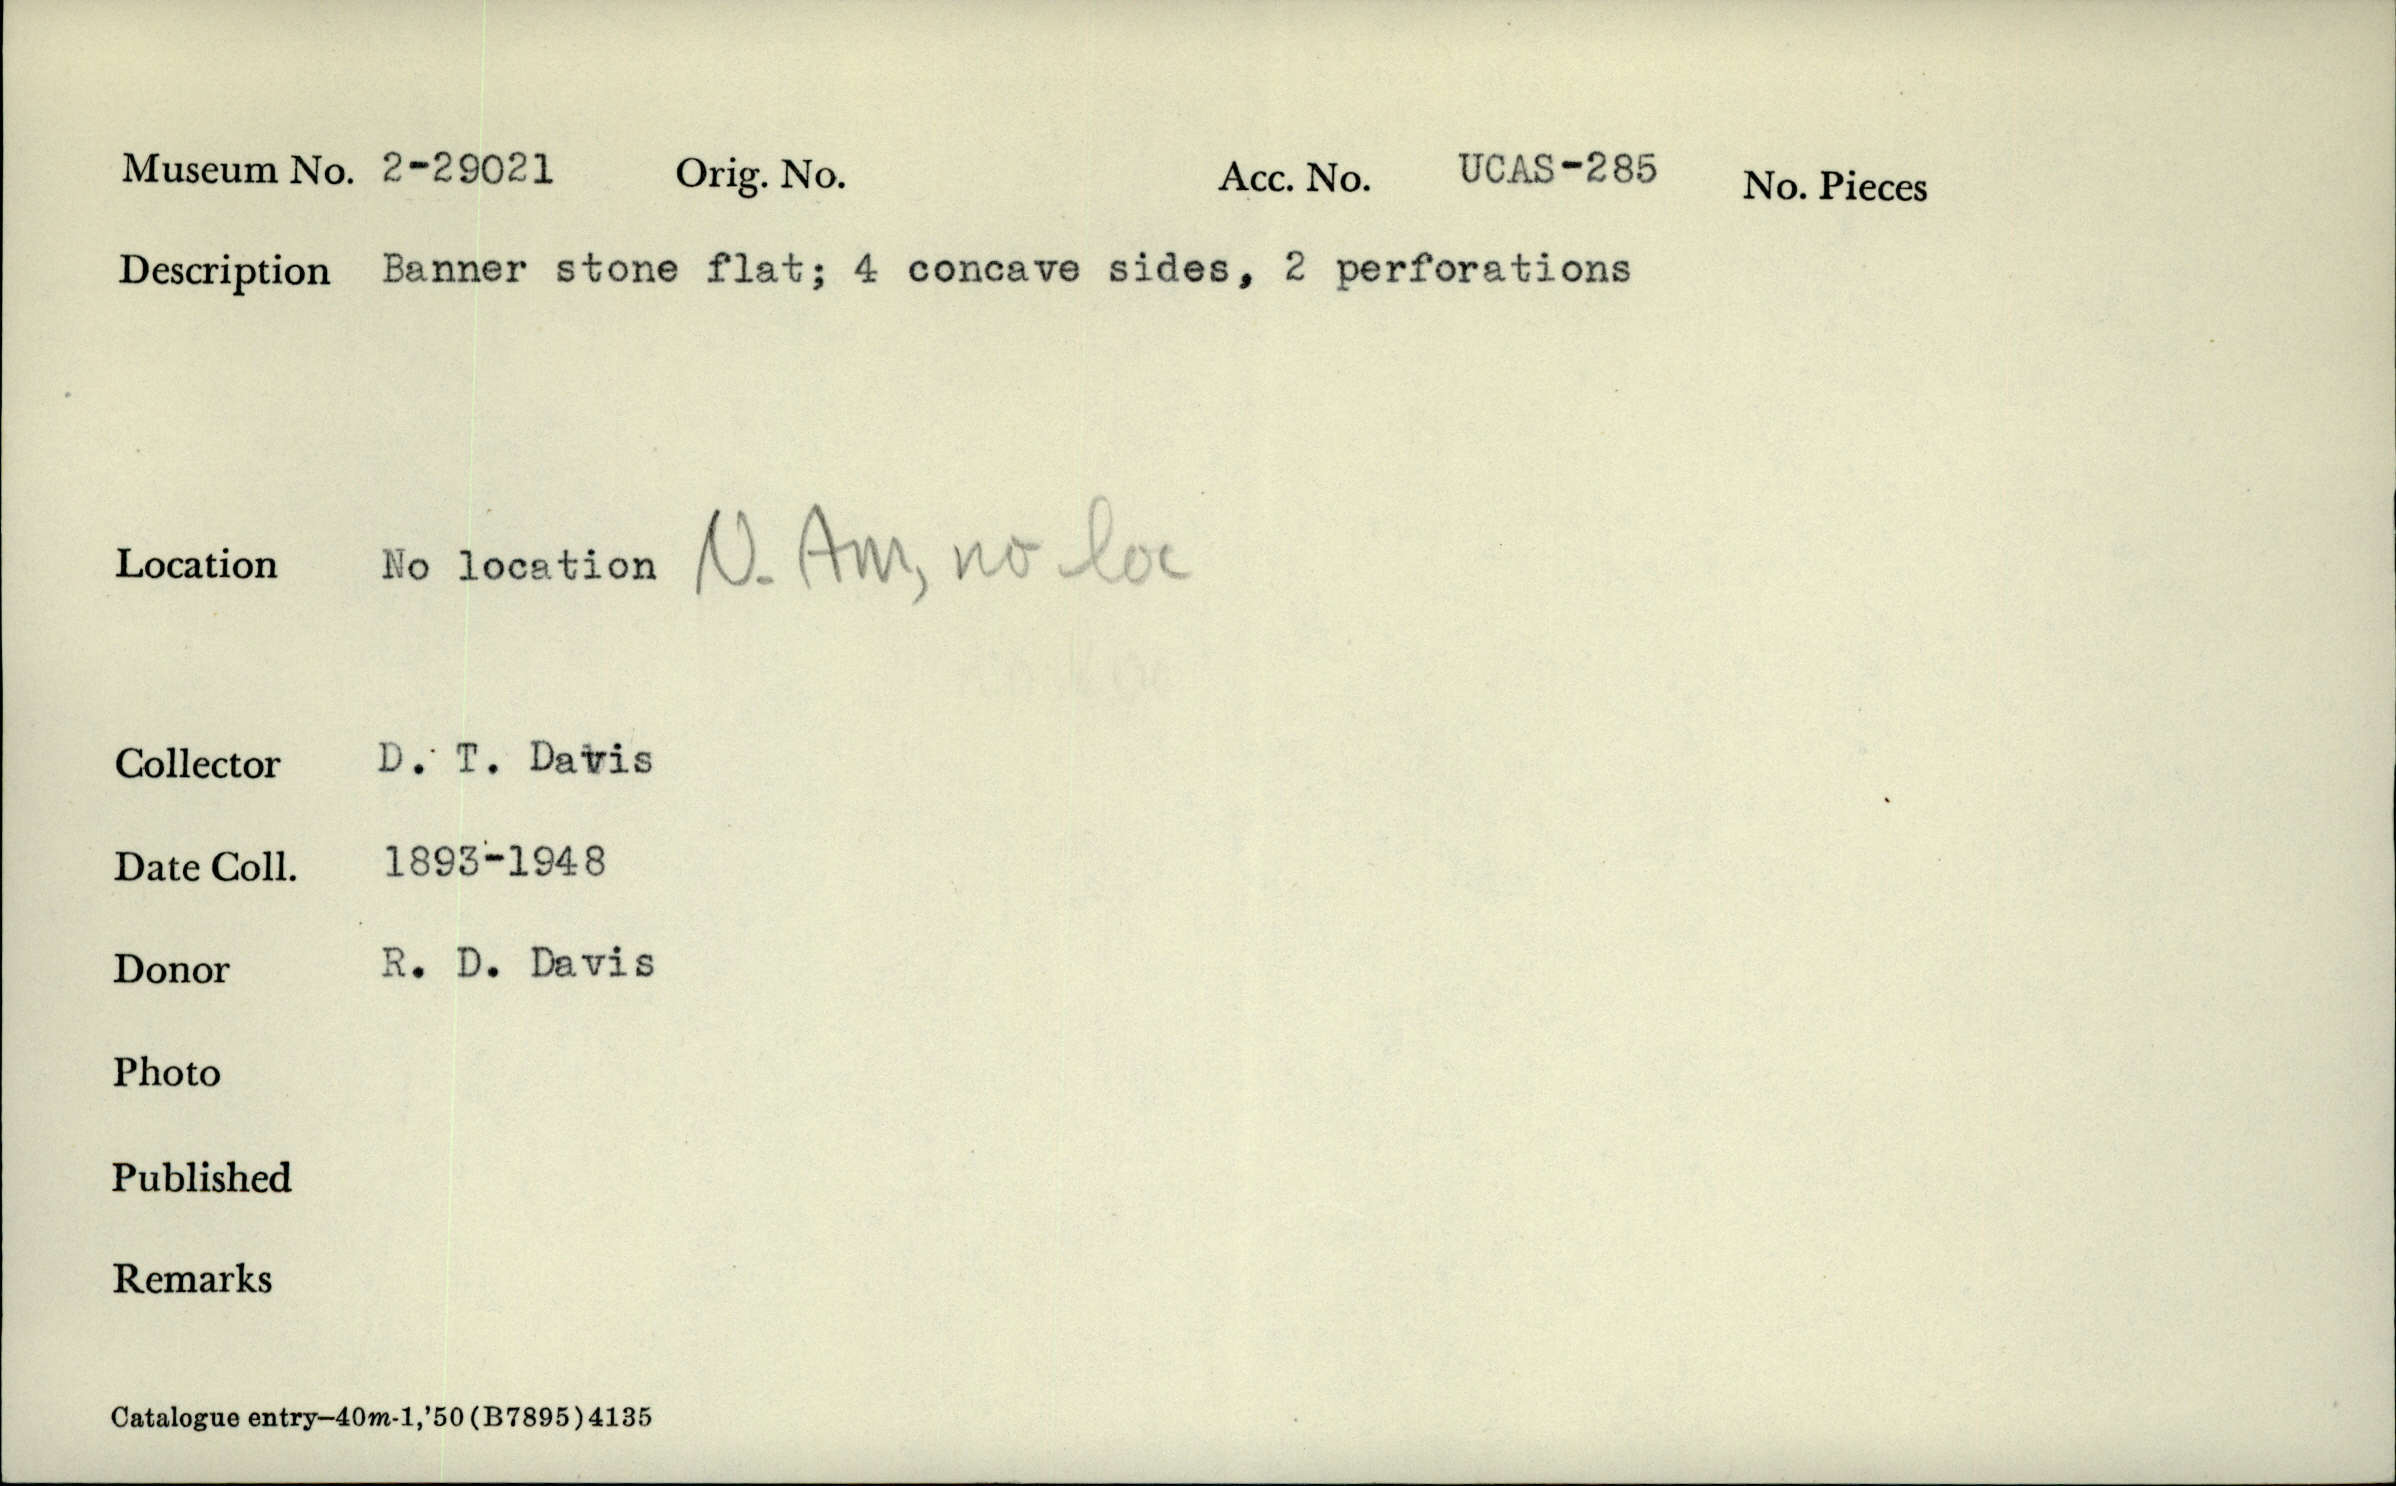 Museum No. 2-29021 Orig. No. Acc. No. UCAS-285 No. Pieces
Description Banner stone flat; 4 concave sides, 2 perforations
Location No location N. Am, no loc
Collector D. T. Davis
Date Coll. 1893-1948
Donor R. D. Davis
Photo
Published
Remarks
Catalogue entry—40m-1,'50(B7895)4135